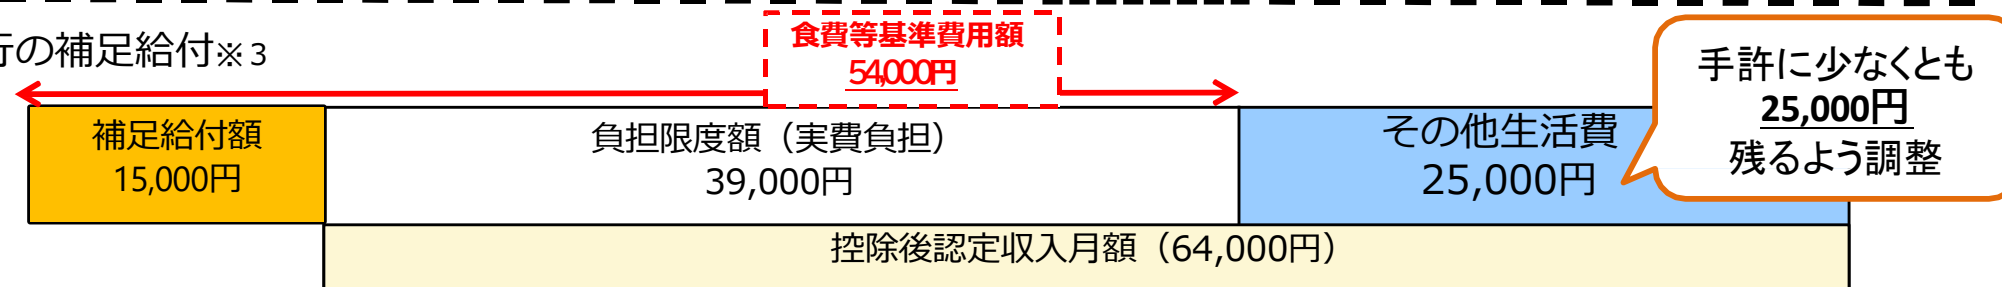 の補足給付※3
食費等基準費用額
54,000円
補足給付額
15,000円
負担限度額（実費負担）
39,000円
その他生活費
25,000円
手許に少なくとも
25,000円
残るよう調整
控除後認定収入月額（64,000円）